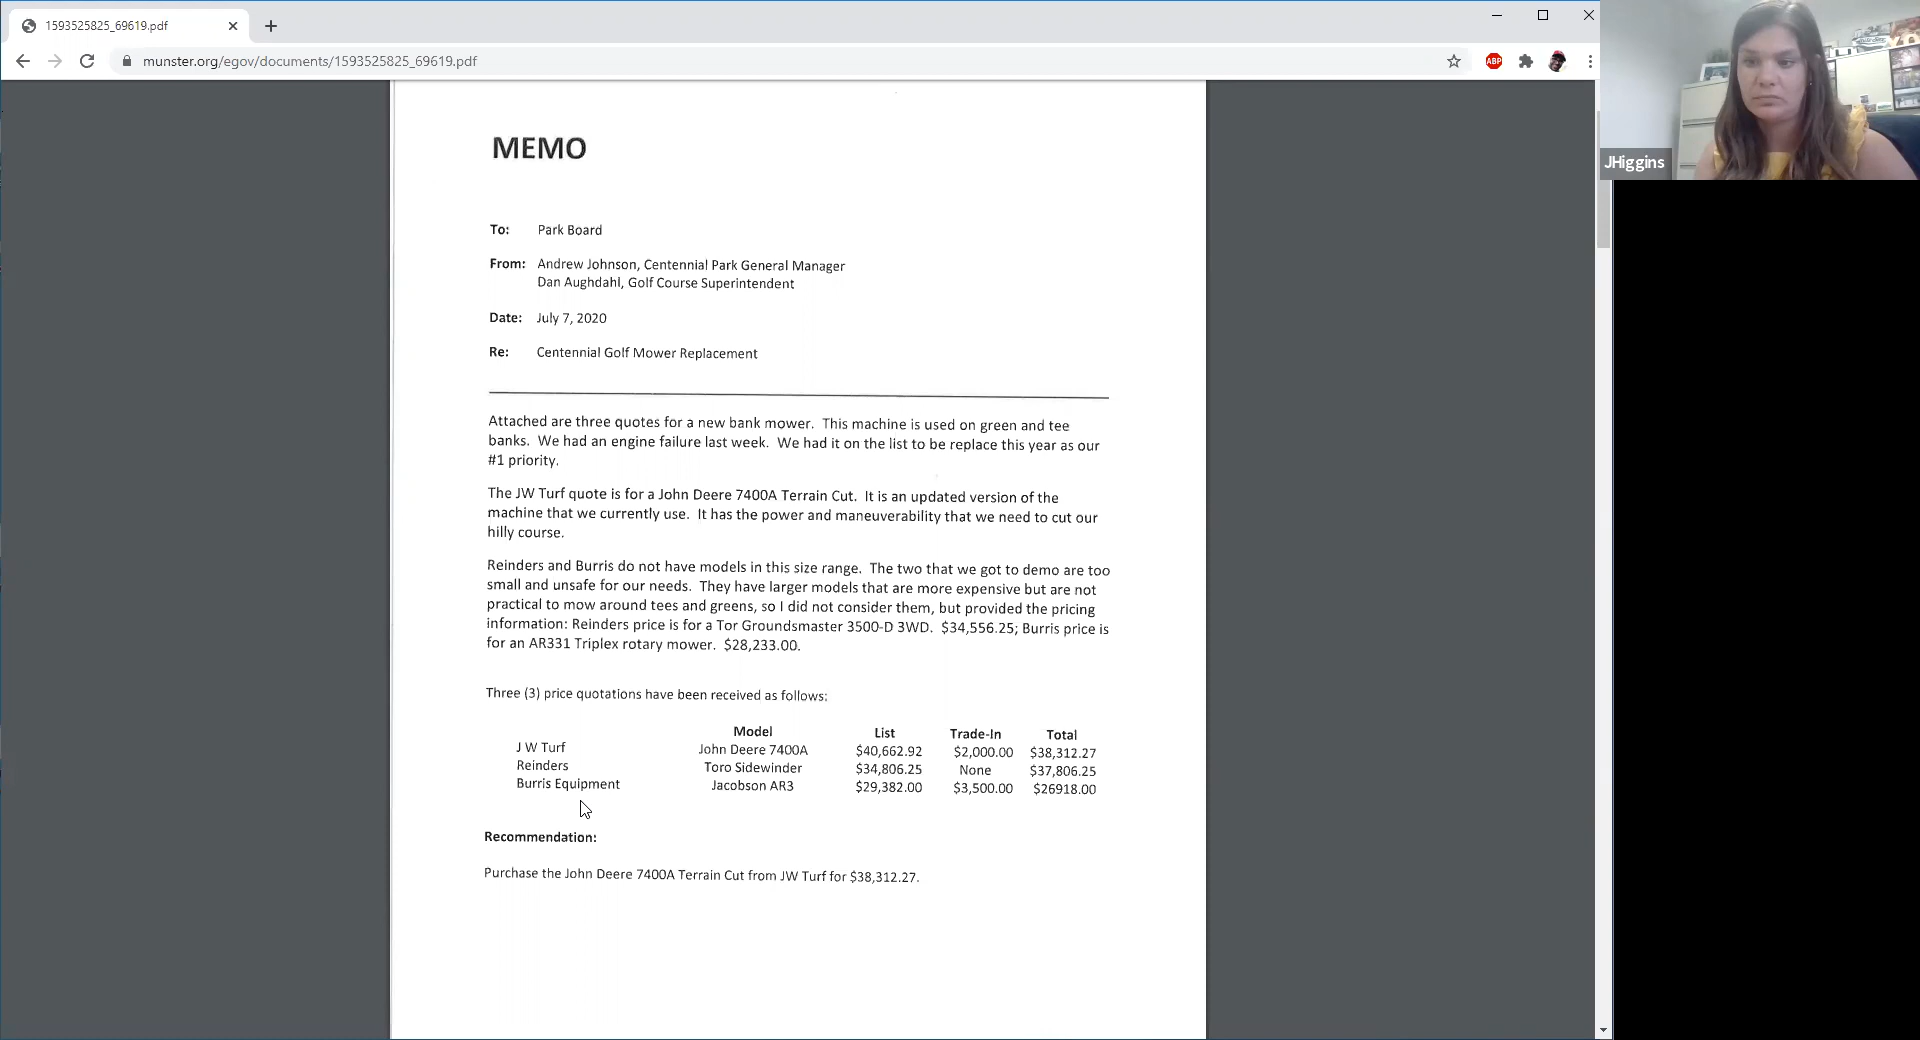 1593525825_69619.pdf
munster.org/egov/documents/1593525825_69619.pdf
ABP
JHiggins
MEMO
To: Park Board
From: Andrew Johnson, Centennial Park General Manager
Dan Aughdahl, Golf Course Superintendent
Date: July 7, 2020
Re: Centennial Golf Mower Replacement
Attached are three quotes for a new bank mower. This machine is used on green and tee
banks. We had an engine failure last week. We had it on the list to be replace this year as our
#1 priority.
The JW Turf quote is for a John Deere 7400A Terrain Cut. It is an updated version of the
machine that we currently use. It has the power and maneuverability that we need to cut our
hilly course.
Reinders and Burris do not have models in this size range. The two that we got to demo are too
small and unsafe for our needs. They have larger models that are more expensive but are not
practical to mow around tees and greens, so I did not consider them, but provided the pricing
information: Reinders price is for a Tor Groundsmaster 3500-D 3WD. $34,556.25; Burris price is
for an AR331 Triplex rotary mower. $28,233.00.
Three (3) price quotations have been received as follows:
Model List Trade-In Total
J W Turf John Deere 7400A $40,662.92 $2,000.00 $38,312.27
Reinders Toro Sidewinder $34,806.25 None $37,806.25
Burris Equipment Jacobson AR3 $29,382.00 $3,500.00 $26918.00
Recommendation:
Purchase the John Deere 7400A Terrain Cut from JW Turf for $38,312.27.